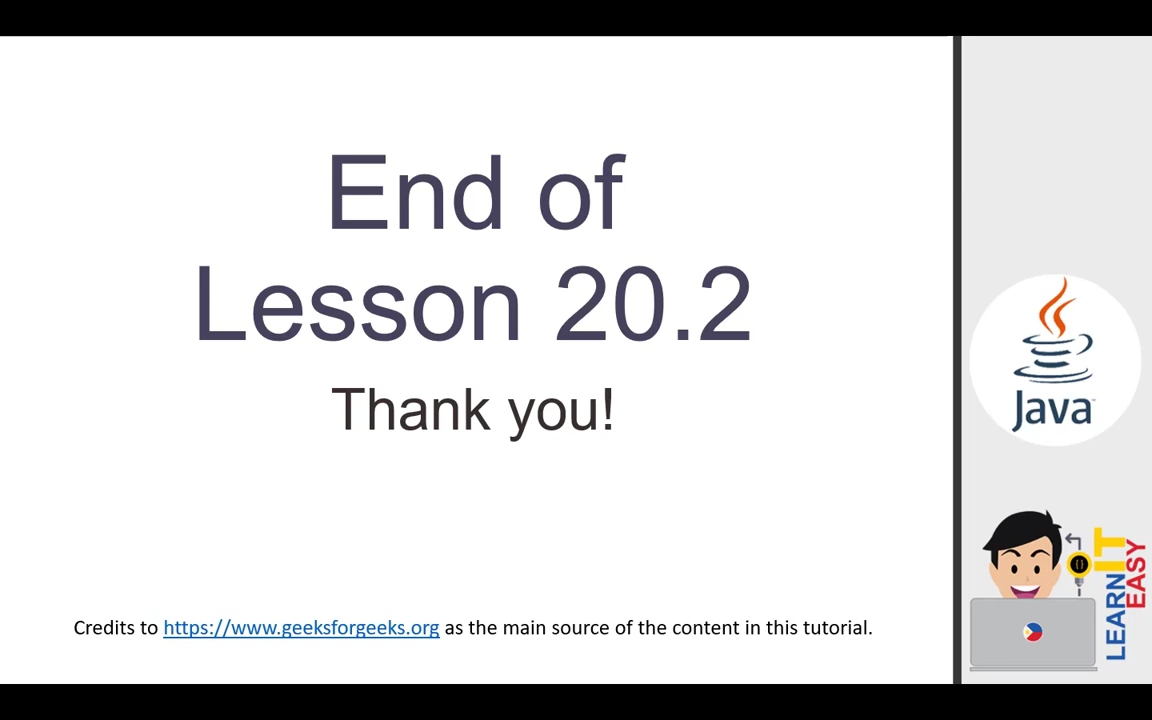 End of
Lesson 20.2
Thank you!
Credits to https://www.geeksforgeeks.org as the main source of the content in this tutorial.
Java™
LEARN IT
EASY